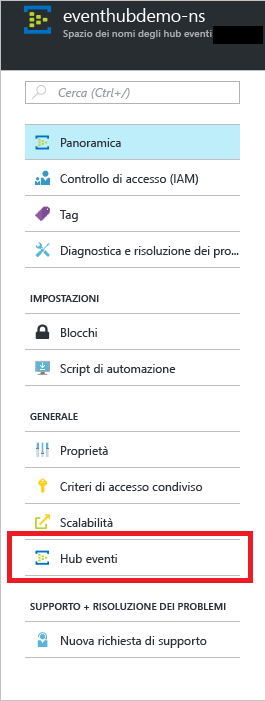 eventhubdemo-ns
Spazio dei nomi degli hub eventi
Cerca (Ctrl+/)
Panoramica
Controllo di accesso (IAM)
Tag
Diagnostica e risoluzione dei pro...
IMPOSTAZIONI
Blocchi
Script di automazione
GENERALE
Proprietà
Criteri di accesso condiviso
Scalabilità
Hub eventi
SUPPORTO + RISOLUZIONE DEI PROBLEMI
Nuova richiesta di supporto